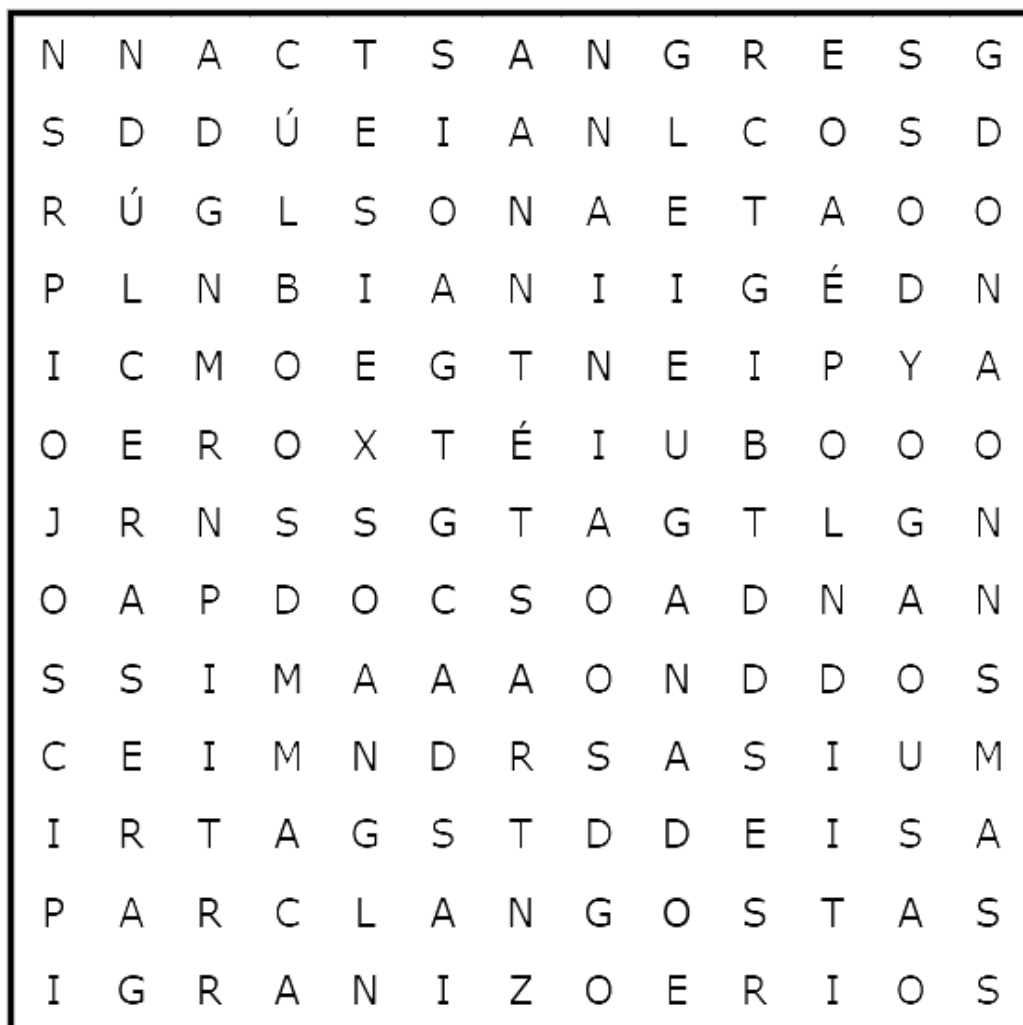 N N A C T S A N G R E S G
S D D Ú E I A N L C O S D
R Ú G L S O N A E T A O O
P L N B I A N I I G É D N
I C M O E G T N E I P Y A
O E R O X T É I U B O O O
J R N S S G T A G T L G N
O A P D O C S O A D N A N
S S I M A A A O N D D O S
C E I M N D R S A S I U M
I R T A G S T D D E I S A
P A R C L A N G O S T A S
I G R A N I Z O E R I O S